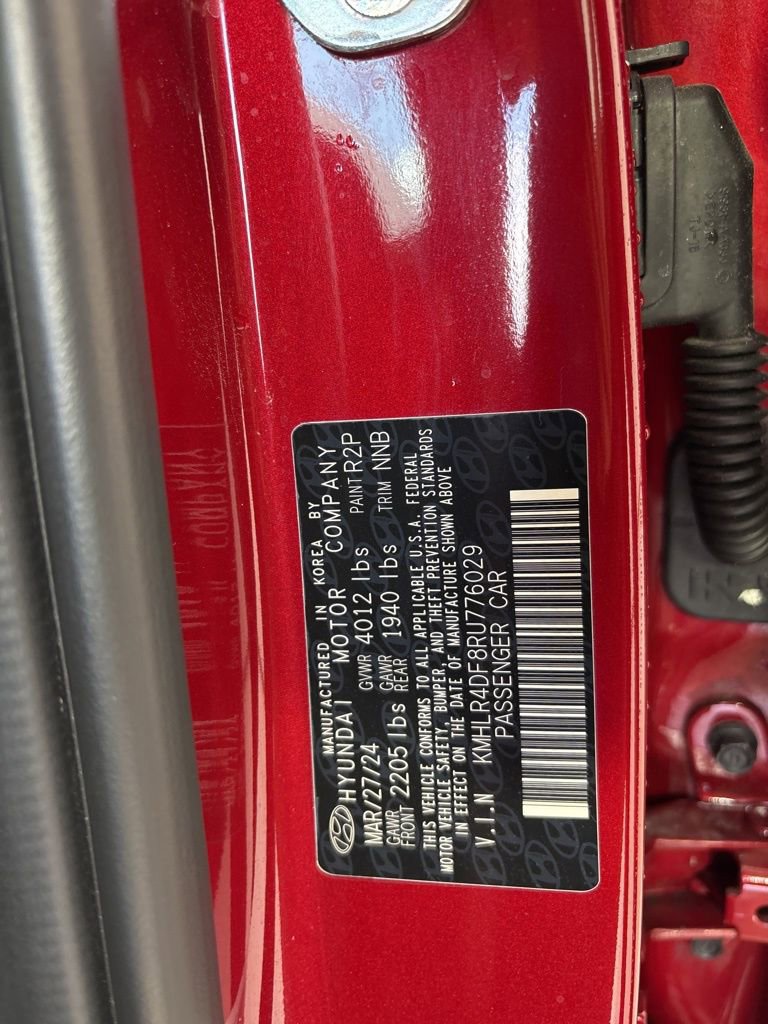 MANUFACTURED IN KOREA BY
HYUNDAI MOTOR COMPANY
MAR/27/24 GVWR 4012 lbs PAINT R2P
GAWR FRONT 2205 lbs GAWR REAR 1940 lbs TRIM NNB
THIS VEHICLE CONFORMS TO ALL APPLICABLE U.S.A. FEDERAL
MOTOR VEHICLE SAFETY, BUMPER, AND THEFT PREVENTION STANDARDS
IN EFFECT ON THE DATE OF MANUFACTURE SHOWN ABOVE
V.I.N KMHLR4DF8RU776029
PASSENGER CAR